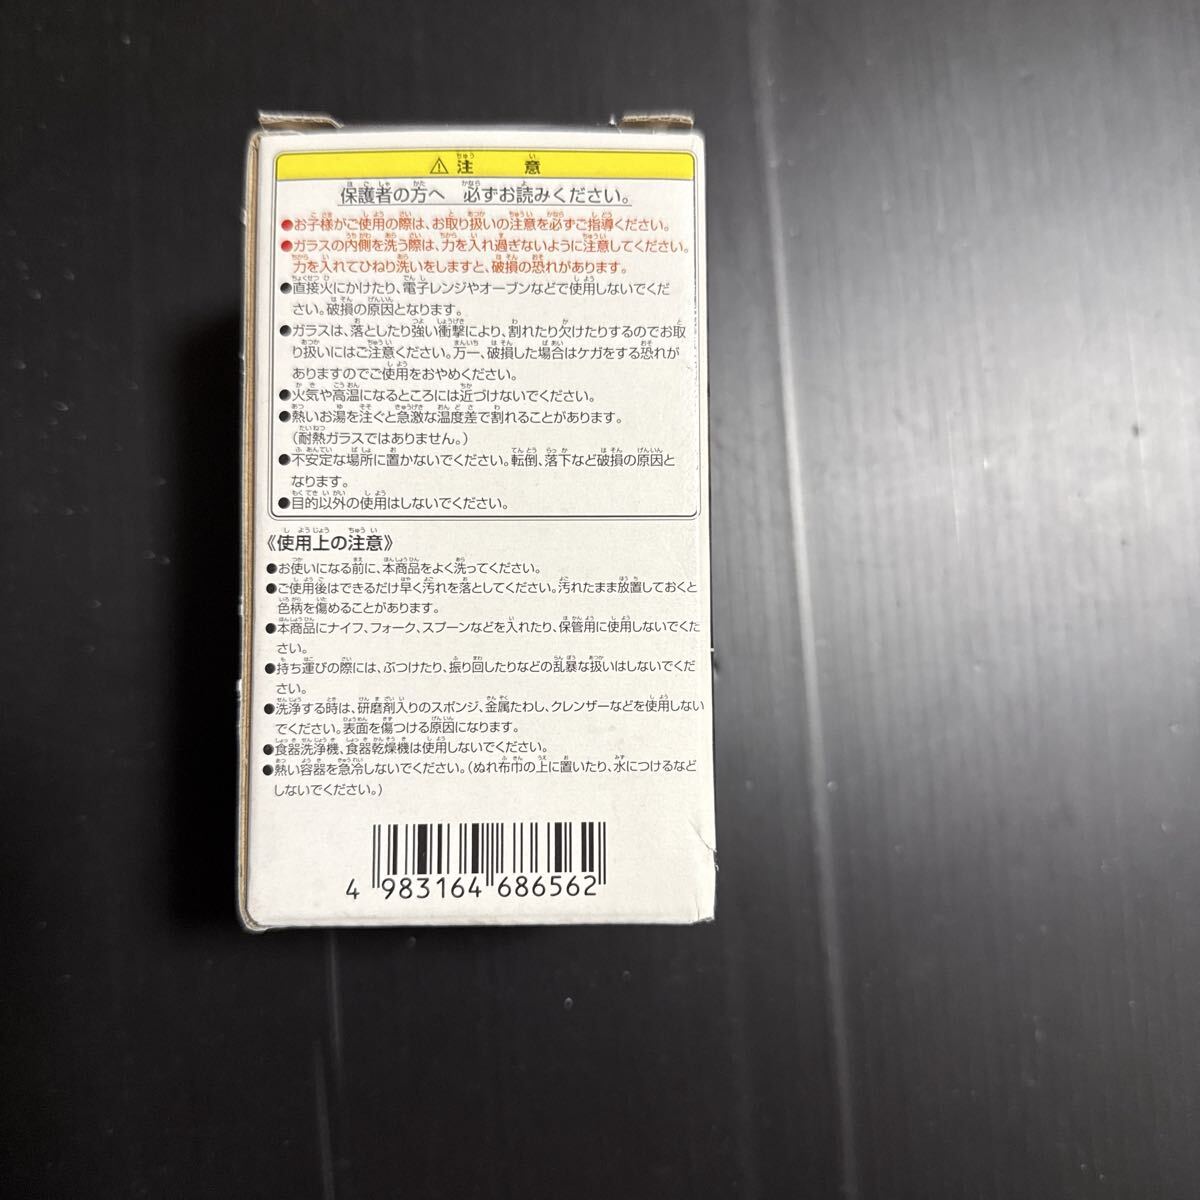 ⚠注意
保護者の方へ 必ずお読みください。
●お子様がご使用の際は、お取り扱いの注意を必ずご指導ください。
●ガラスの内側を洗う際は、力を入れ過ぎないように注意してください。
力を入れてひねり洗いをしますと、破損の恐れがあります。
●直接火にかけたり、電子レンジやオーブンなどで使用しないでくだ
さい。破損の原因となります。
●ガラスは、落としたり強い衝撃により、割れたり欠けたりするのでお取
り扱いにはご注意ください。万一、破損した場合はケガをする恐れが
ありますのでご使用をおやめください。
●火気や高温になるところには近づけないでください。
●熱いお湯を注ぐと急激な温度差で割れることがあります。
(耐熱ガラスではありません。)
●不安定な場所に置かないでください。転倒、落下など破損の原因と
なります。
●目的以外の使用はしないでください。
《使用上の注意》
●お使いになる前に、本商品をよく洗ってください。
●ご使用後はできるだけ早く汚れを落としてください。汚れたまま放置しておくと
色柄を傷めることがあります。
●本商品にナイフ、フォーク、スプーンなどを入れたり、保管用に使用しないでくだ
さい。
●持ち運びの際には、ぶつけたり、振り回したりなどの乱暴な扱いはしないでくだ
さい。
●洗浄する時は、研磨剤入りのスポンジ、金属たわし、クレンザーなどを使用しない
でください。表面を傷つける原因になります。
●食器洗浄機、食器乾燥機は使用しないでください。
●熱い容器を急冷しないでください。(ぬれ布巾の上に置いたり、水につけるなど
しないでください。)
4 983164 686562